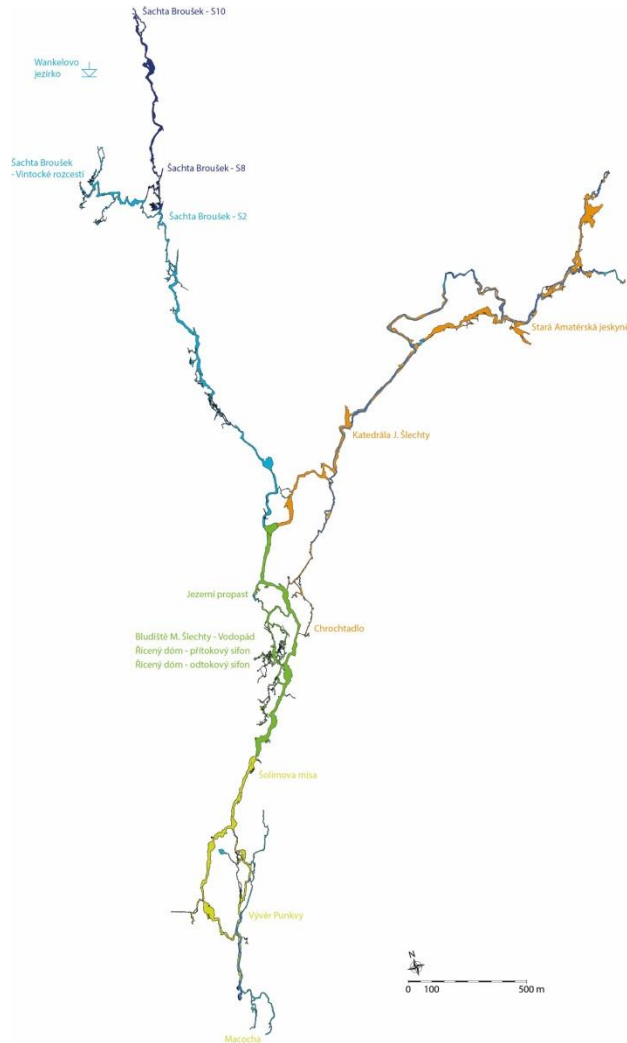 Šachta Broušek - S10
Wankelovo
jezírko
Šachta Broušek
- Vintocké rozcestí
Šachta Broušek - S8
Šachta Broušek - S2
Stará Amatérská jeskyně
Katedrála J. Šlechty
Jezerní propast
Chrochtadlo
Bludiště M. Šlechty - Vodopád
Řícený dóm - přítokový sifon
Řícený dóm - odtokový sifon
Šolimova mísa
Vývěr Punkvy
N
0 100 500 m
Macocha